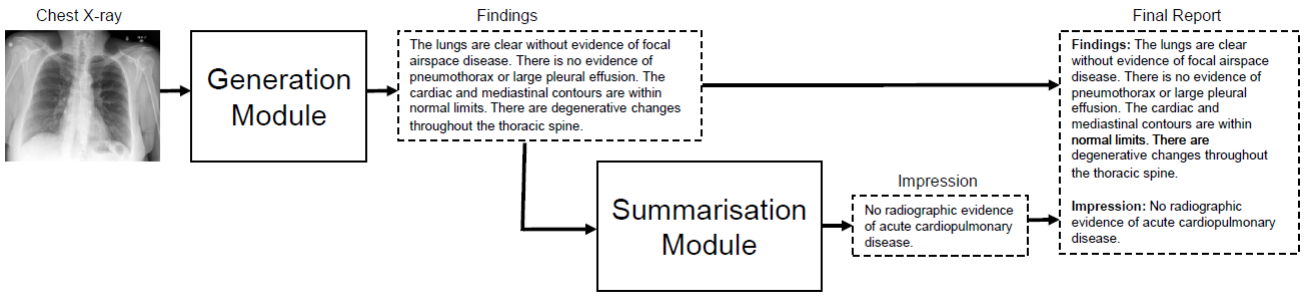 Chest X-ray
Generation
Module
Findings
The lungs are clear without evidence of focal
airspace disease. There is no evidence of
pneumothorax or large pleural effusion. The
cardiac and mediastinal contours are within
normal limits. There are degenerative changes
throughout the thoracic spine.
Summarisation
Module
Impression
No radiographic evidence
of acute cardiopulmonary
disease.
Final Report
Findings: The lungs are clear
without evidence of focal airspace
disease. There is no evidence of
pneumothorax or large pleural
effusion. The cardiac and
mediastinal contours are within
normal limits. There are
degenerative changes throughout
the thoracic spine.
Impression: No radiographic
evidence of acute cardiopulmonary
disease.